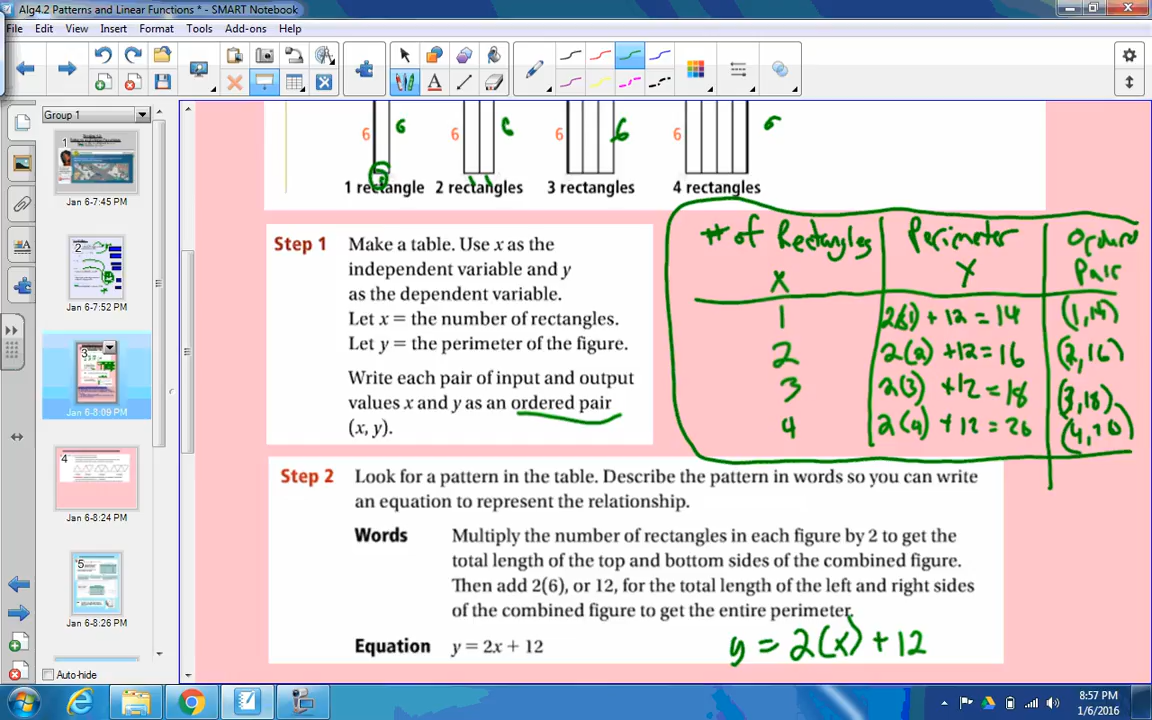 Alg4.2 Patterns and Linear Functions * - SMART Notebook
File Edit View Insert Format Tools Add-ons Help
Group 1
1
Jan 6-7:45 PM
2
Jan 6-7:52 PM
3
Jan 6-8:09 PM
4
Jan 6-8:24 PM
5
Jan 6-8:26 PM
Auto-hide
6 6 6 6 6 6 6 6
1 rectangle 2 rectangles 3 rectangles 4 rectangles
Step 1 Make a table. Use x as the
independent variable and y
as the dependent variable.
Let x = the number of rectangles.
Let y = the perimeter of the figure.
Write each pair of input and output
values x and y as an ordered pair
(x, y).
# of Rectangles Perimeter Ordered
X Y Pair
1 2(1) + 12 = 14 (1,14)
2 2(2) +12=16 (2,16)
3 2(3) +12=18 (3,18)
4 2(4) +12=20 (4,20)
Step 2 Look for a pattern in the table. Describe the pattern in words so you can write
an equation to represent the relationship.
Words Multiply the number of rectangles in each figure by 2 to get the
total length of the top and bottom sides of the combined figure.
Then add 2(6), or 12, for the total length of the left and right sides
of the combined figure to get the entire perimeter.
Equation y = 2x + 12 y = 2(x) + 12
8:57 PM
1/6/2016